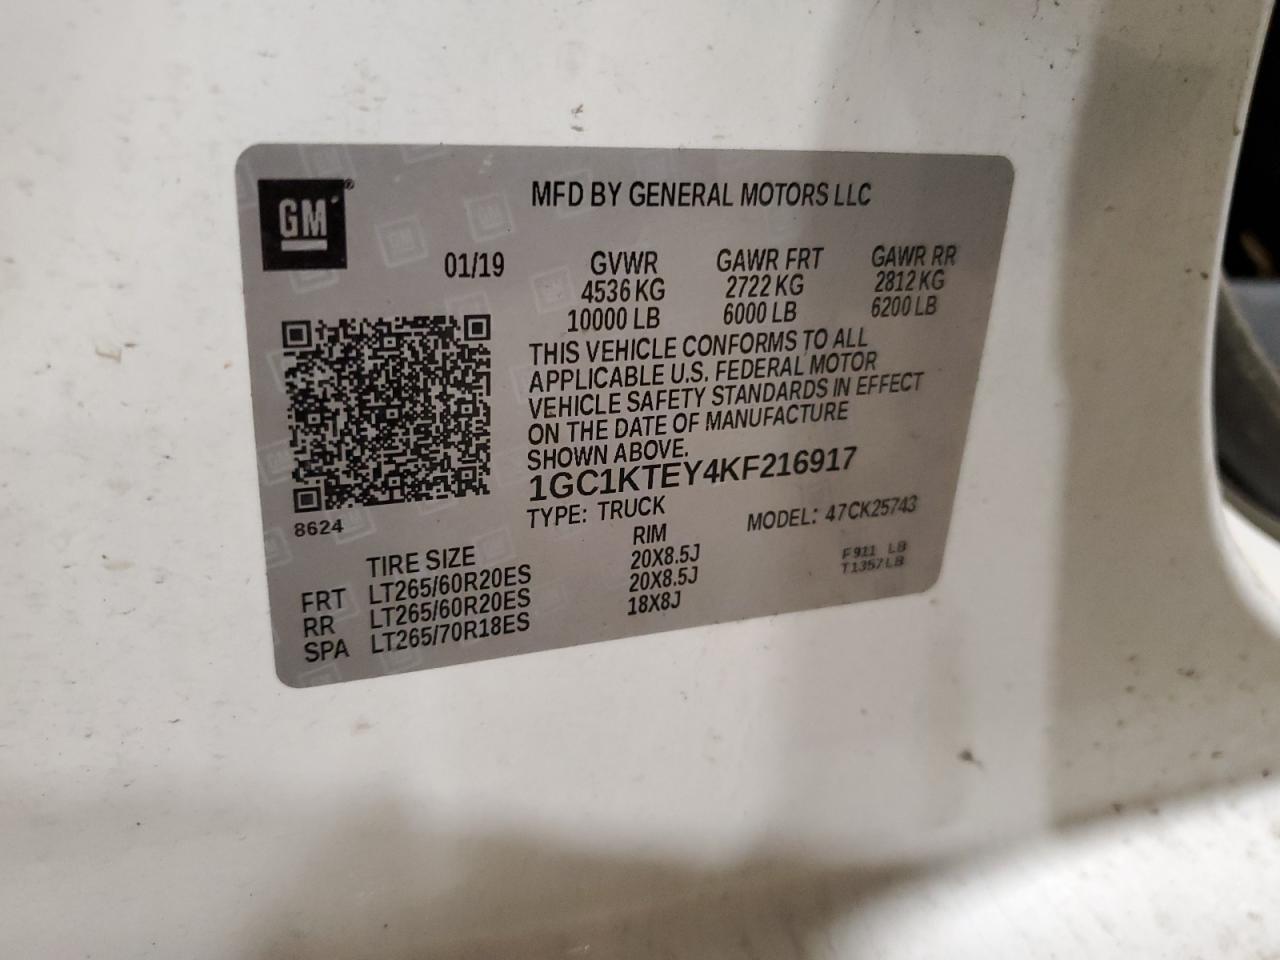 GM®
MFD BY GENERAL MOTORS LLC
01/19 GVWR GAWR FRT GAWR RR
4536 KG 2722 KG 2812 KG
10000 LB 6000 LB 6200 LB
THIS VEHICLE CONFORMS TO ALL
APPLICABLE U.S. FEDERAL MOTOR
VEHICLE SAFETY STANDARDS IN EFFECT
ON THE DATE OF MANUFACTURE
SHOWN ABOVE.
1GC1KTEY4KF216917
8624
TYPE: TRUCK MODEL: 47CK25743
TIRE SIZE RIM
FRT LT265/60R20ES 20X8.5J
RR LT265/60R20ES 20X8.5J
SPA LT265/70R18ES 18X8J
F911 LB
T1357LB